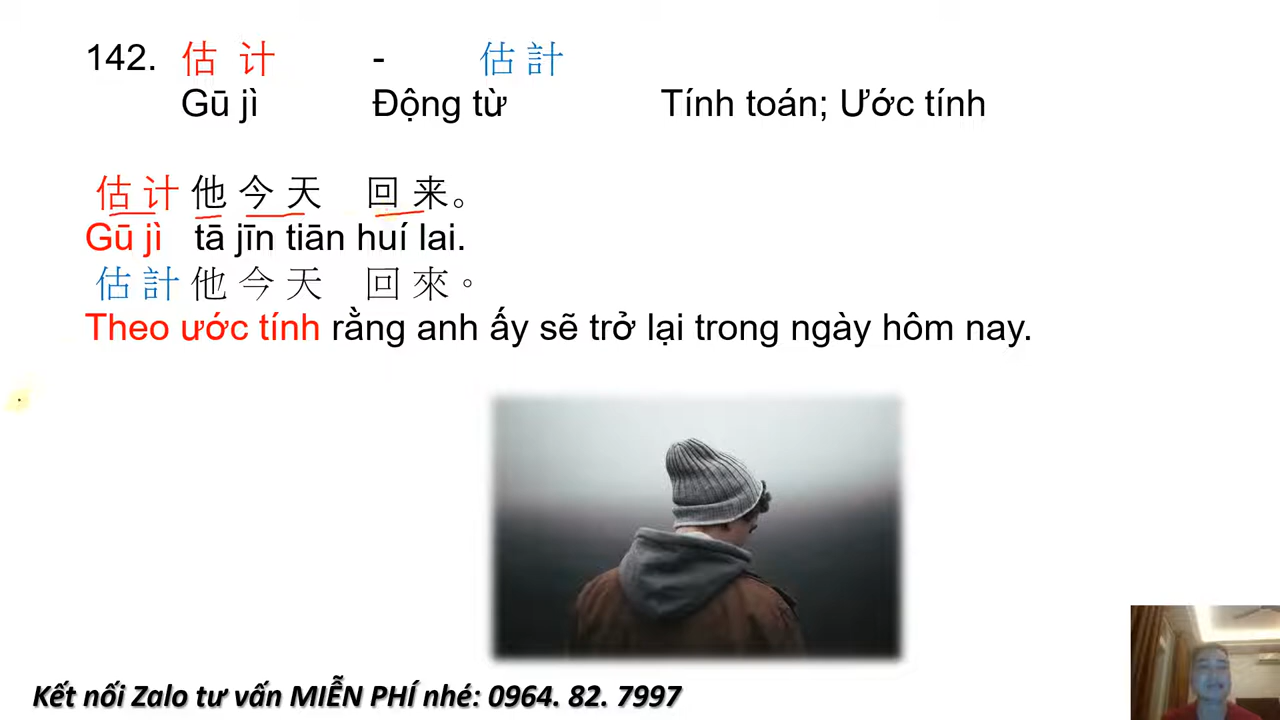 142. 估计 - 估計
Gū jì Động từ Tính toán; Ước tính
估计他今天 回来。
Gū jì tā jīn tiān huí lai.
估計他今天 回來。
Theo ước tính rằng anh ấy sẽ trở lại trong ngày hôm nay.
Kết nối Zalo tư vấn MIỄN PHÍ nhé: 0964. 82. 7997